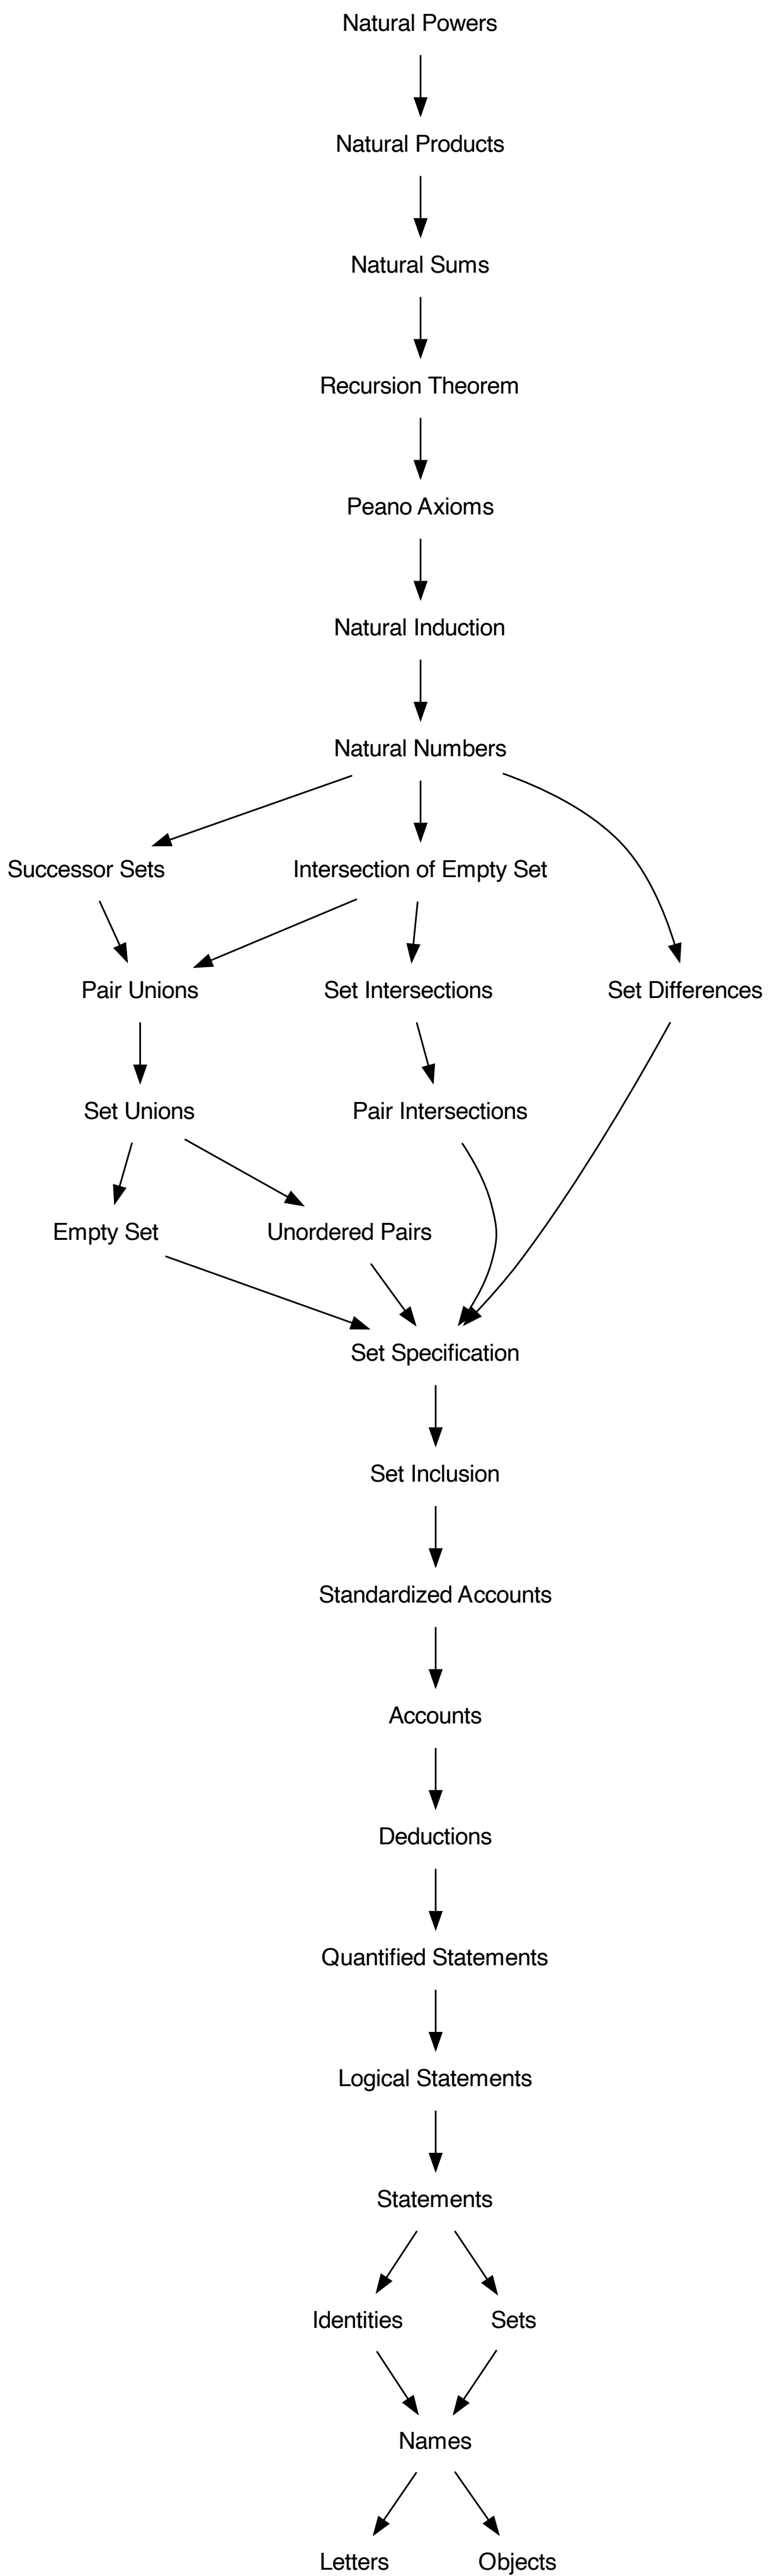 Natural Powers
Natural Products
Natural Sums
Recursion Theorem
Peano Axioms
Natural Induction
Natural Numbers
Successor Sets
Intersection of Empty Set
Pair Unions
Set Intersections
Set Differences
Set Unions
Pair Intersections
Empty Set
Unordered Pairs
Set Specification
Set Inclusion
Standardized Accounts
Accounts
Deductions
Quantified Statements
Logical Statements
Statements
Identities
Sets
Names
Letters
Objects